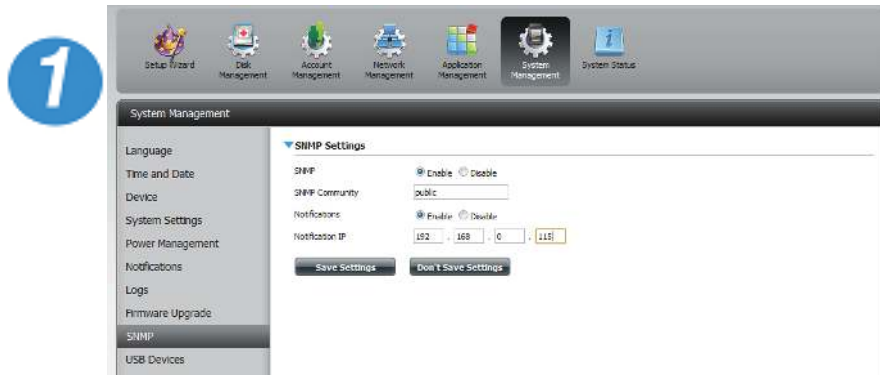 1
Setup Wizard
Disk Management
Account Management
Network Management
Application Management
System Management
System Status
System Management
Language
Time and Date
Device
System Settings
Power Management
Notifications
Logs
Firmware Upgrade
SNMP
USB Devices
SNMP Settings
SNMP Enable Disable
SNMP Community public
Notifications Enable Disable
Notification IP 192 . 168 . 0 . 115
Save Settings Don't Save Settings